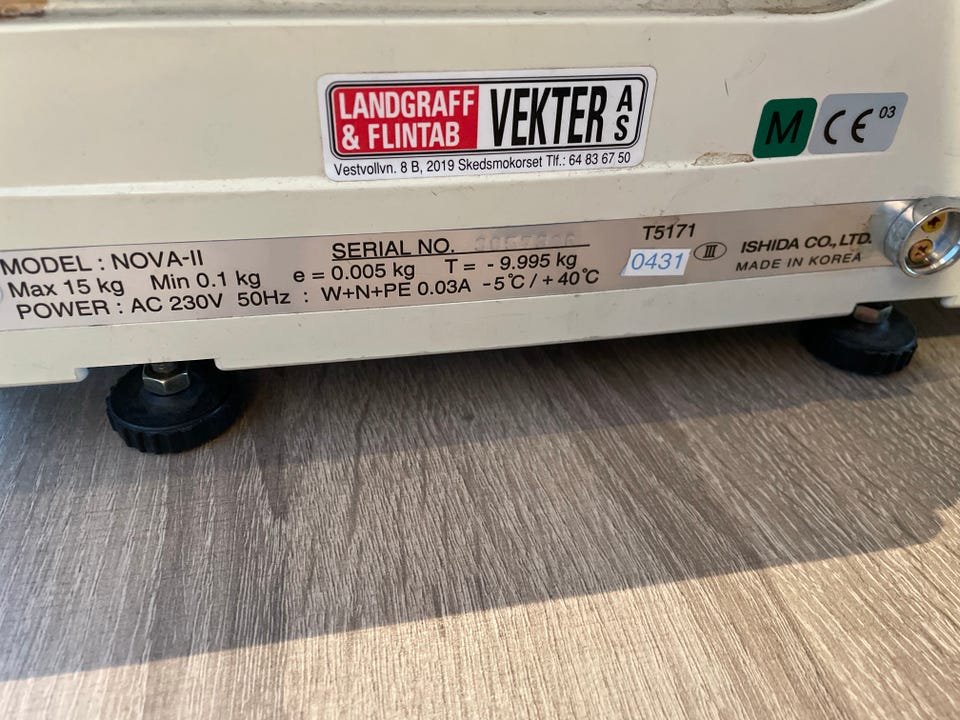 LANDGRAFF
& FLINTAB
VEKTER AS
Vestvollvn. 8 B, 2019 Skedsmokorset Tlf.: 64 83 67 50
M CE 03
MODEL : NOVA-II SERIAL NO. T5171
Max 15 kg Min 0.1 kg e = 0.005 kg T = - 9.995 kg 0431 III ISHIDA CO.,LTD.
POWER : AC 230V 50Hz : W+N+PE 0.03A -5℃ / + 40℃ MADE IN KOREA